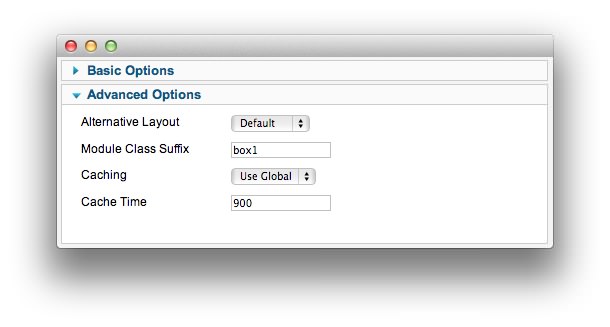 Basic Options
Advanced Options
Alternative Layout Default
Module Class Suffix box1
Caching Use Global
Cache Time 900